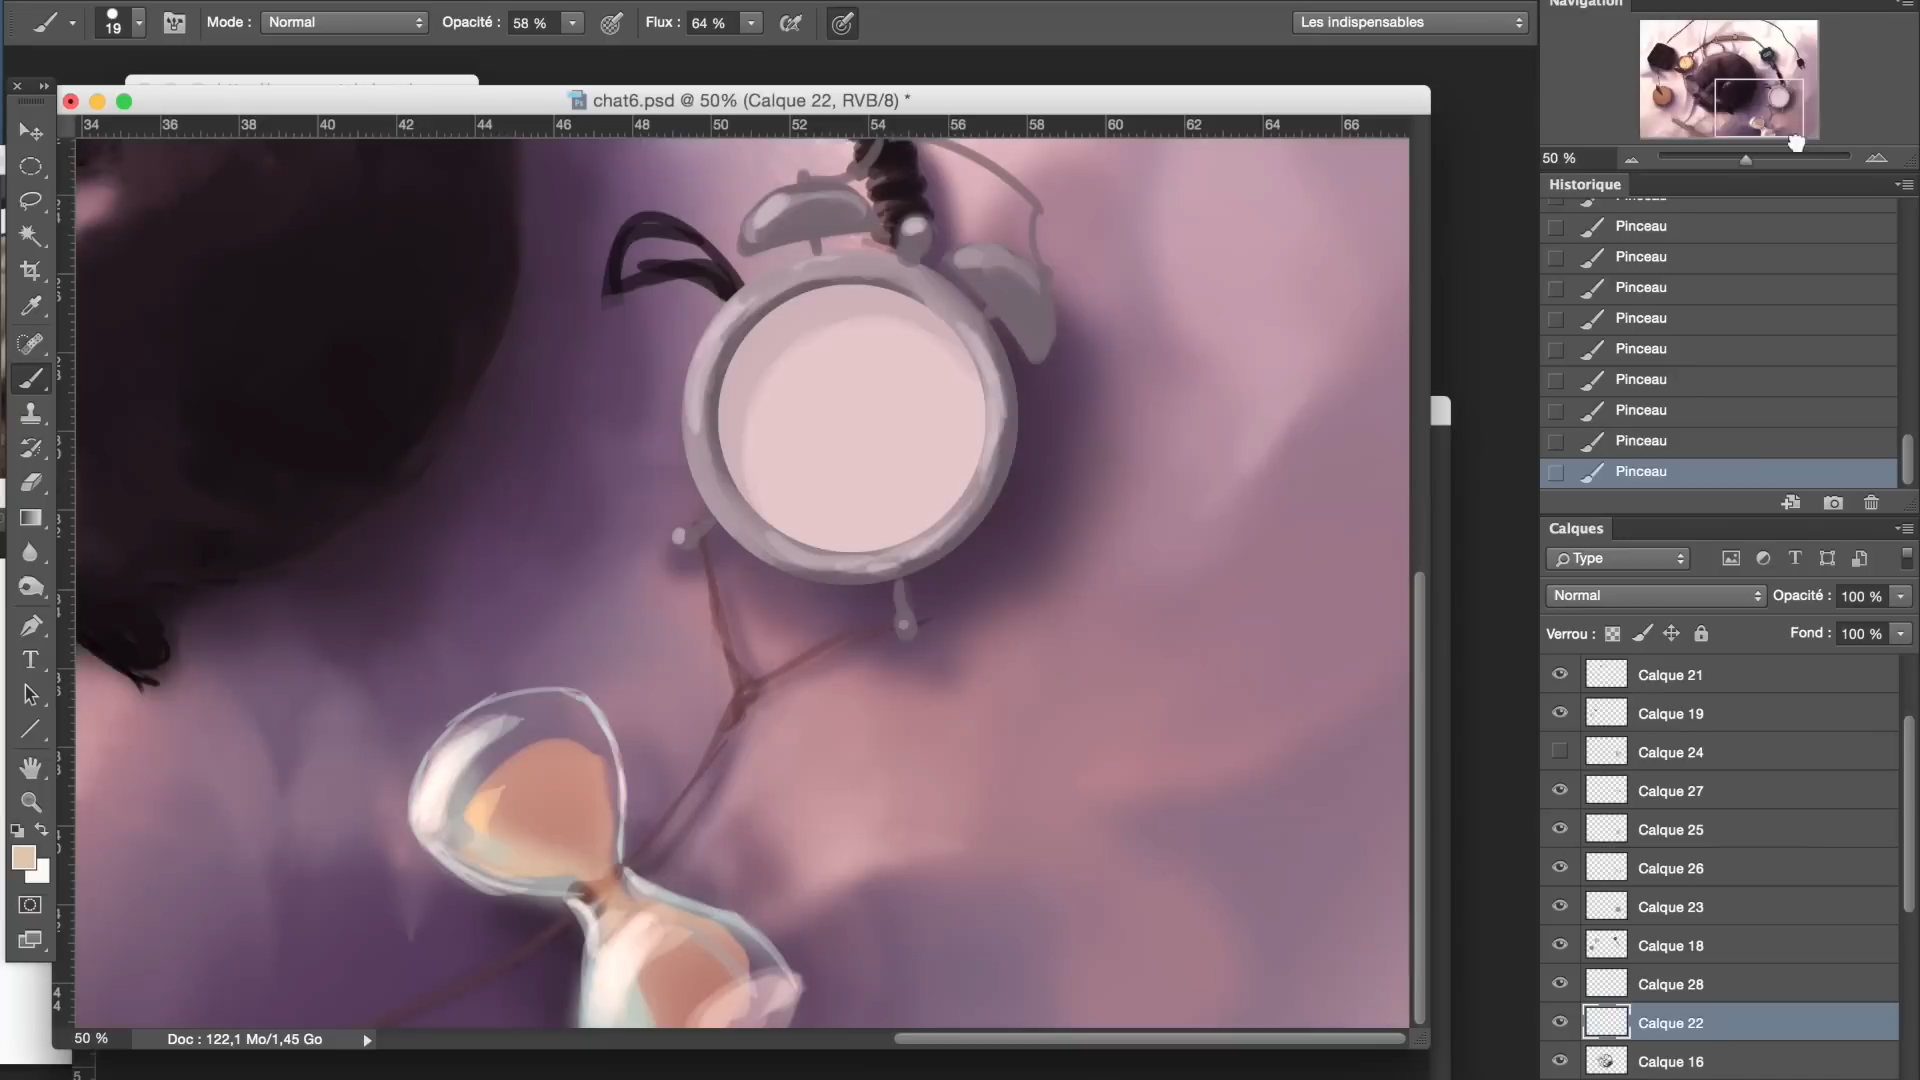 19
Mode :
Normal
Opacité :
58 %
Flux :
64 %
Les indispensables
Navigation
50 %
chat6.psd @ 50% (Calque 22, RVB/8) *
34 36 38 40 42 44 46 48 50 52 54 56 58 60 62 64 66
Historique
Pinceau
Pinceau
Pinceau
Pinceau
Pinceau
Pinceau
Pinceau
Pinceau
Pinceau
Calques
Type
Normal
Opacité : 100 %
Verrou :
Fond : 100 %
Calque 21
Calque 19
Calque 24
Calque 27
Calque 25
Calque 26
Calque 23
Calque 18
Calque 28
Calque 22
Calque 16
50 %
Doc : 122,1 Mo/1,45 Go